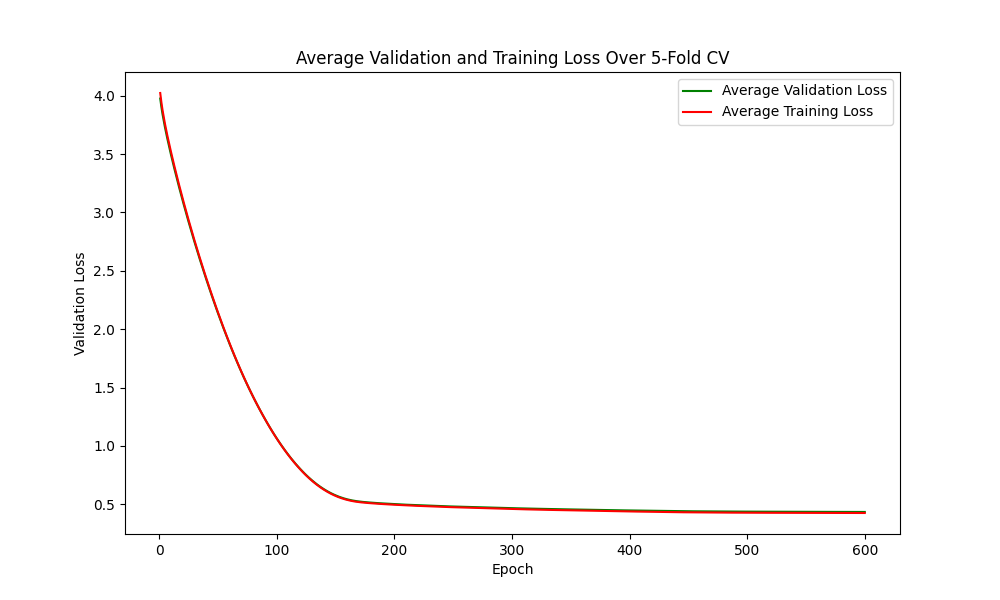 Average Validation and Training Loss Over 5-Fold CV
Average Validation Loss
Average Training Loss
4.0
3.5
3.0
2.5
2.0
1.5
1.0
0.5
Validation Loss
0 100 200 300 400 500 600
Epoch